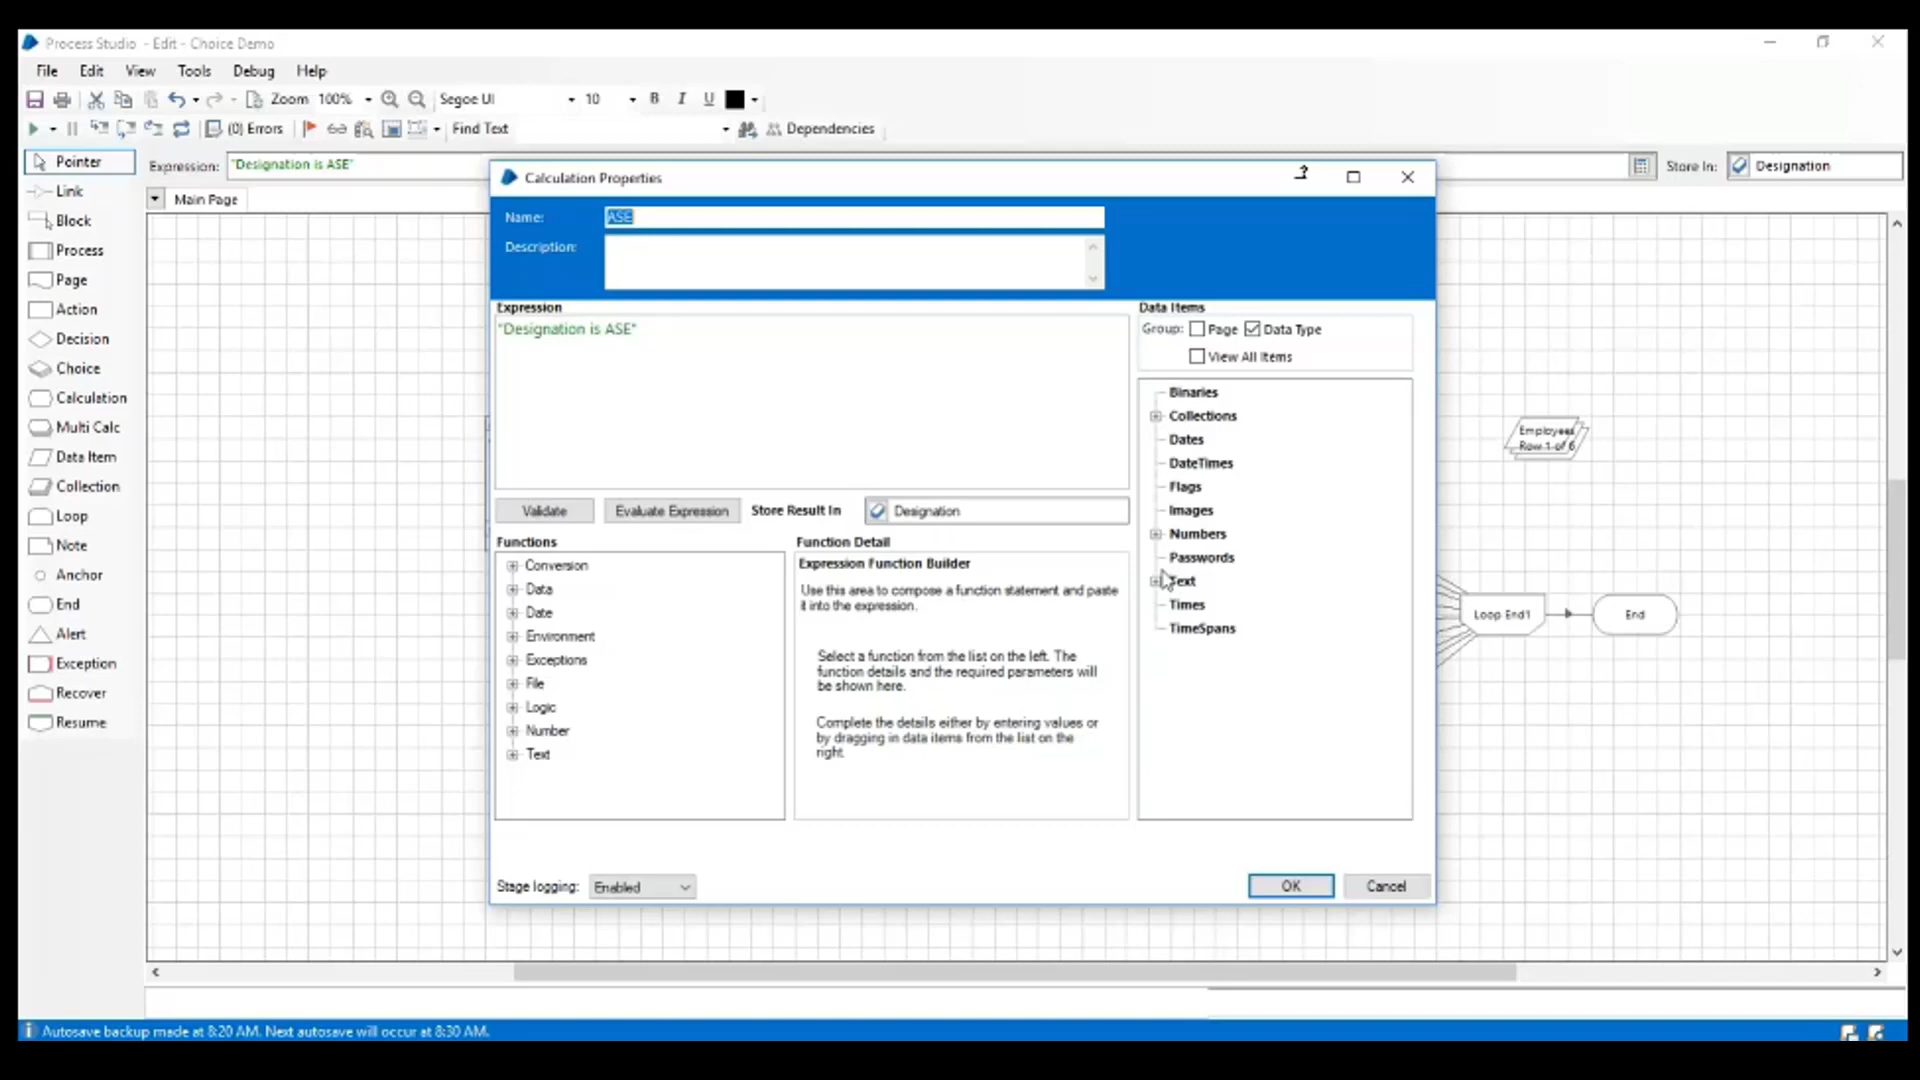 Process Studio - Edit - Choice Demo
File Edit View Tools Debug Help
Zoom 100% Segoe UI 10 B I U
(0) Errors Find Text Dependencies
Pointer
Link
Block
Process
Page
Action
Decision
Choice
Calculation
Multi Calc
Data Item
Collection
Loop
Note
Anchor
End
Alert
Exception
Recover
Resume
Expression: "Designation is ASE"
Store In: Designation
Main Page
Calculation Properties
?
Name: ASE
Description:
Expression
"Designation is ASE"
Validate Evaluate Expression Store Result In Designation
Functions
Conversion
Data
Date
Environment
Exceptions
File
Logic
Number
Text
Function Detail
Expression Function Builder
Use this area to compose a function statement and paste
it into the expression.
Select a function from the list on the left. The
function details and the required parameters will
be shown here.
Complete the details either by entering values or
by dragging in data items from the list on the
right.
Data Items
Group: Page Data Type
View All Items
Binaries
Collections
Dates
DateTimes
Flags
Images
Numbers
Passwords
Text
Times
TimeSpans
Stage logging: Enabled
OK Cancel
Employees
Row 1 of 6
Loop End1
End
Autosave backup made at 8:20 AM. Next autosave will occur at 8:30 AM.